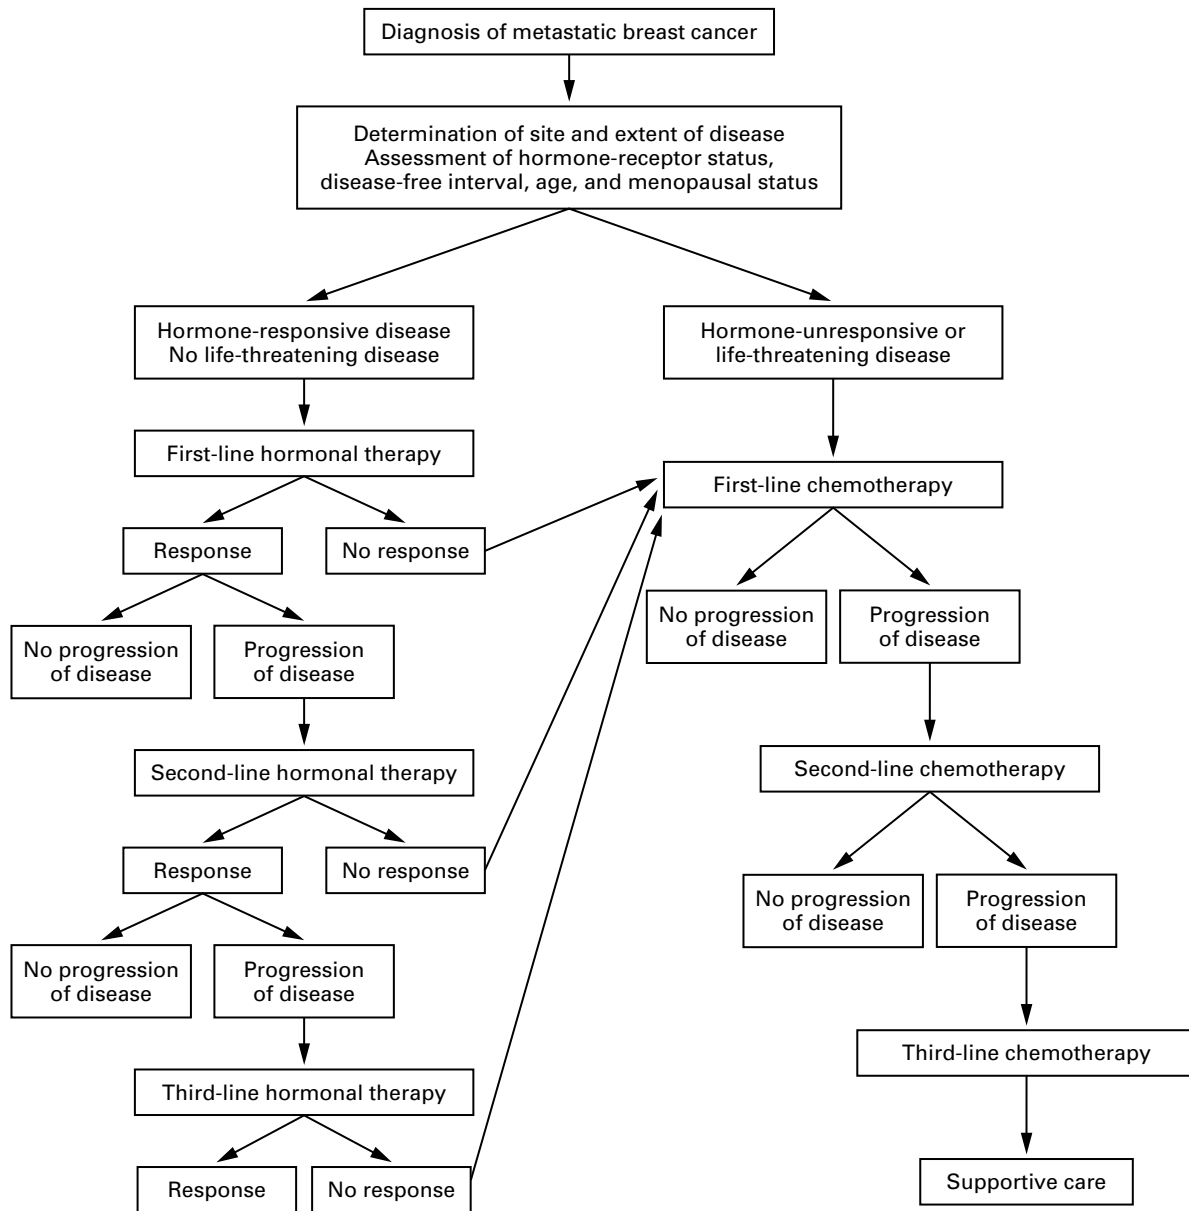 Diagnosis of metastatic breast cancer
Determination of site and extent of disease
Assessment of hormone-receptor status,
disease-free interval, age, and menopausal status
Hormone-responsive disease
No life-threatening disease
Hormone-unresponsive or
life-threatening disease
First-line hormonal therapy
First-line chemotherapy
Response
No response
No progression
of disease
Progression
of disease
No progression
of disease
Progression
of disease
Second-line hormonal therapy
Second-line chemotherapy
Response
No response
No progression
of disease
Progression
of disease
No progression
of disease
Progression
of disease
Third-line hormonal therapy
Third-line chemotherapy
Response
No response
Supportive care